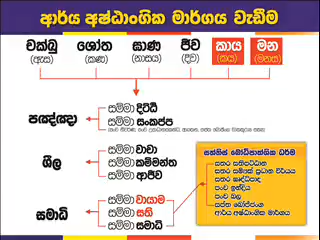 ආර්ය අෂ්ඨාංගික මාර්ගය වැඩීම
චක්ඛු ශෝත ඝාණ ජීව කාය මන
(ඇස) (කණ) (නාසය) (දිව) (කය) (මනස)
පඤ්ඤා
සම්මා දිට්ඨි
සම්මා සංකප්ප
ශීල
සම්මා වාචා
සම්මා කම්මන්ත
සම්මා ආජීව
සමාධි
සම්මා වායාම
සම්මා සති
සම්මා සමාධි
සත්තිස් බෝධිපාක්ෂික ධර්ම
සතර සතිපට්ඨාන
සතර සම්‍යක් ප්‍රධාන වීර්යය
සතර ඍද්ධිපාද
පංච ඉන්ද්‍රිය
පංච බල
සප්ත බොජ්ඣංග
ආර්ය අෂ්ඨාංගික මාර්ගය